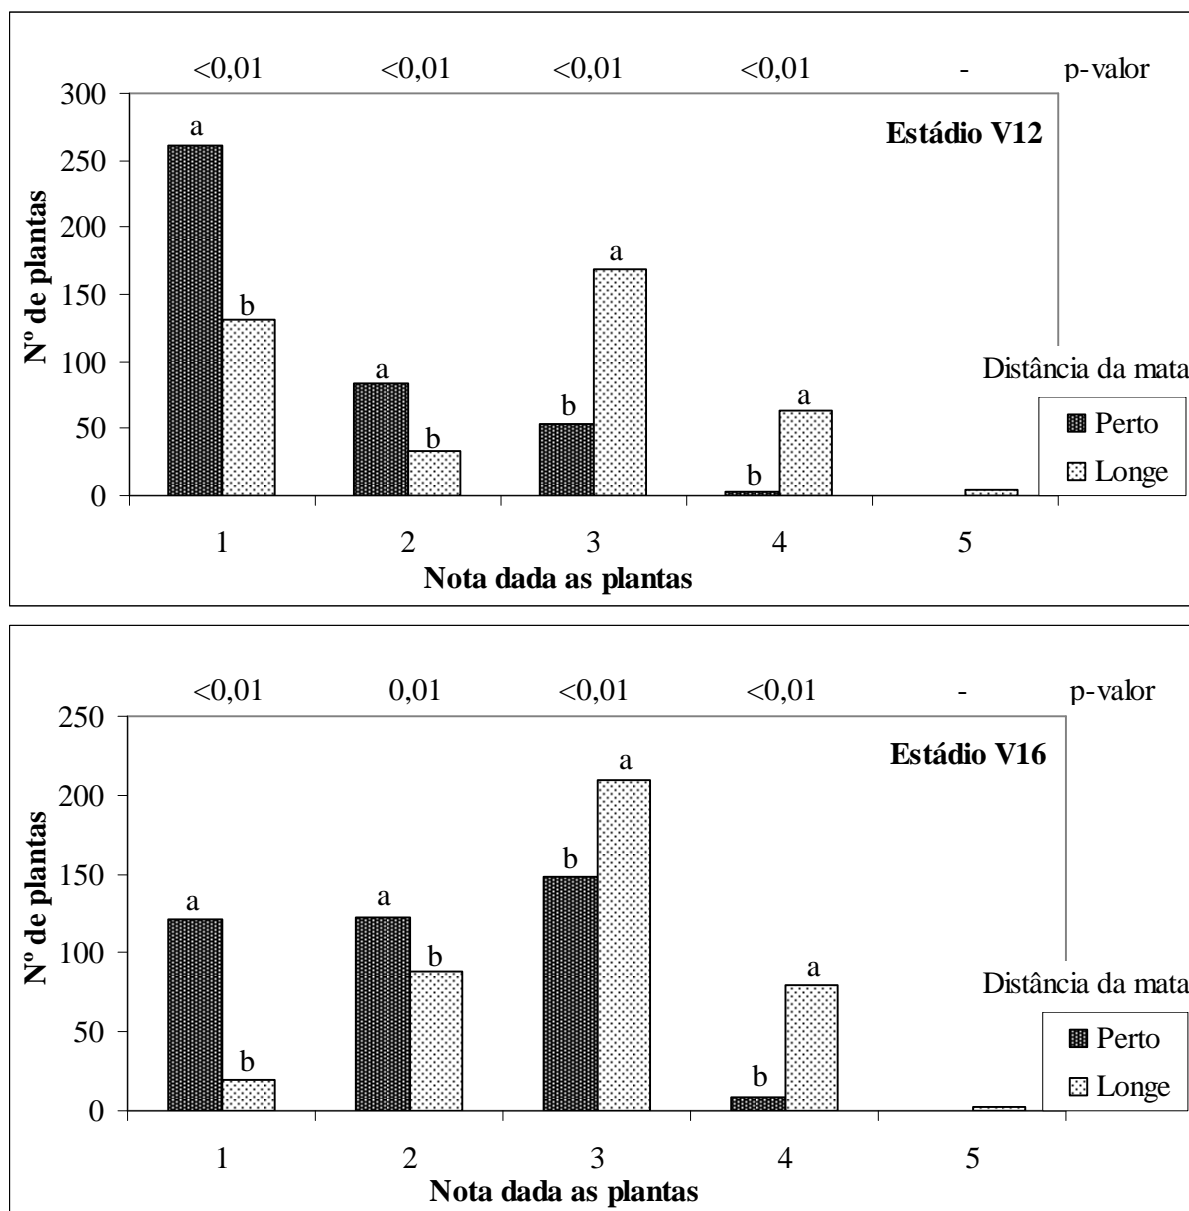 <0,01 <0,01 <0,01 <0,01 - p-valor
300
Estádio V12
a
250
200
a
150
b
100
a
a
50
b
b
b
0
Nº de plantas
Distância da mata
Perto
Longe
1 2 3 4 5
Nota dada as plantas
<0,01 0,01 <0,01 <0,01 - p-valor
250
Estádio V16
a
200
150
b
a
a
100
b
a
50
b
b
0
Nº de plantas
Distância da mata
Perto
Longe
1 2 3 4 5
Nota dada as plantas